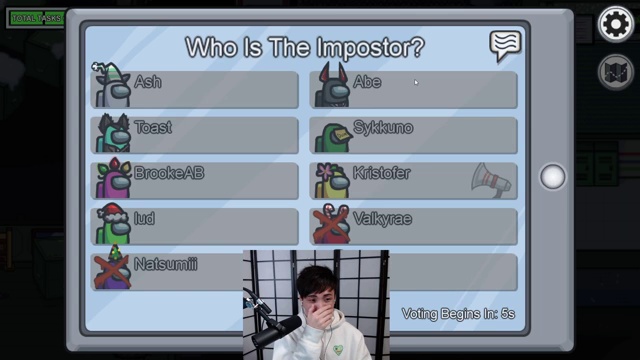 TOTAL TASKS
Who Is The Impostor?
Ash
Abe
Toast
Sykkuno
BrookeAB
Kristofer
lud
Valkyrae
Natsumiii
Voting Begins In: 5s